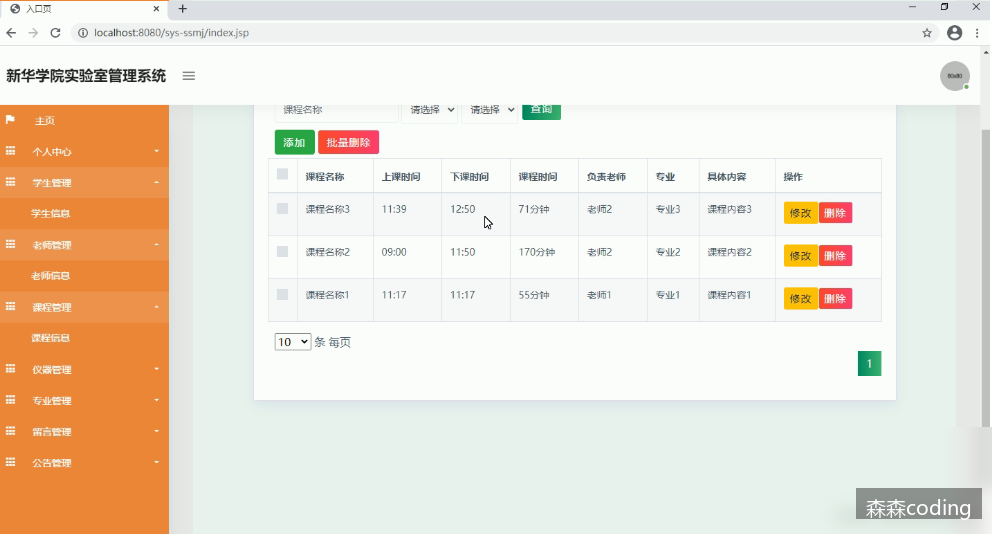 入口页
localhost:8080/sys-ssmj/index.jsp
新华学院实验室管理系统
60x60
主页
个人中心
学生管理
学生信息
老师管理
老师信息
课程管理
课程信息
仪器管理
专业管理
留言管理
公告管理
课程名称 请选择 请选择 查询
添加 批量删除
课程名称 上课时间 下课时间 课程时间 负责老师 专业 具体内容 操作
课程名称3 11:39 12:50 71分钟 老师2 专业3 课程内容3 修改 删除
课程名称2 09:00 11:50 170分钟 老师2 专业2 课程内容2 修改 删除
课程名称1 11:17 11:17 55分钟 老师1 专业1 课程内容1 修改 删除
10 条 每页
1
森森coding